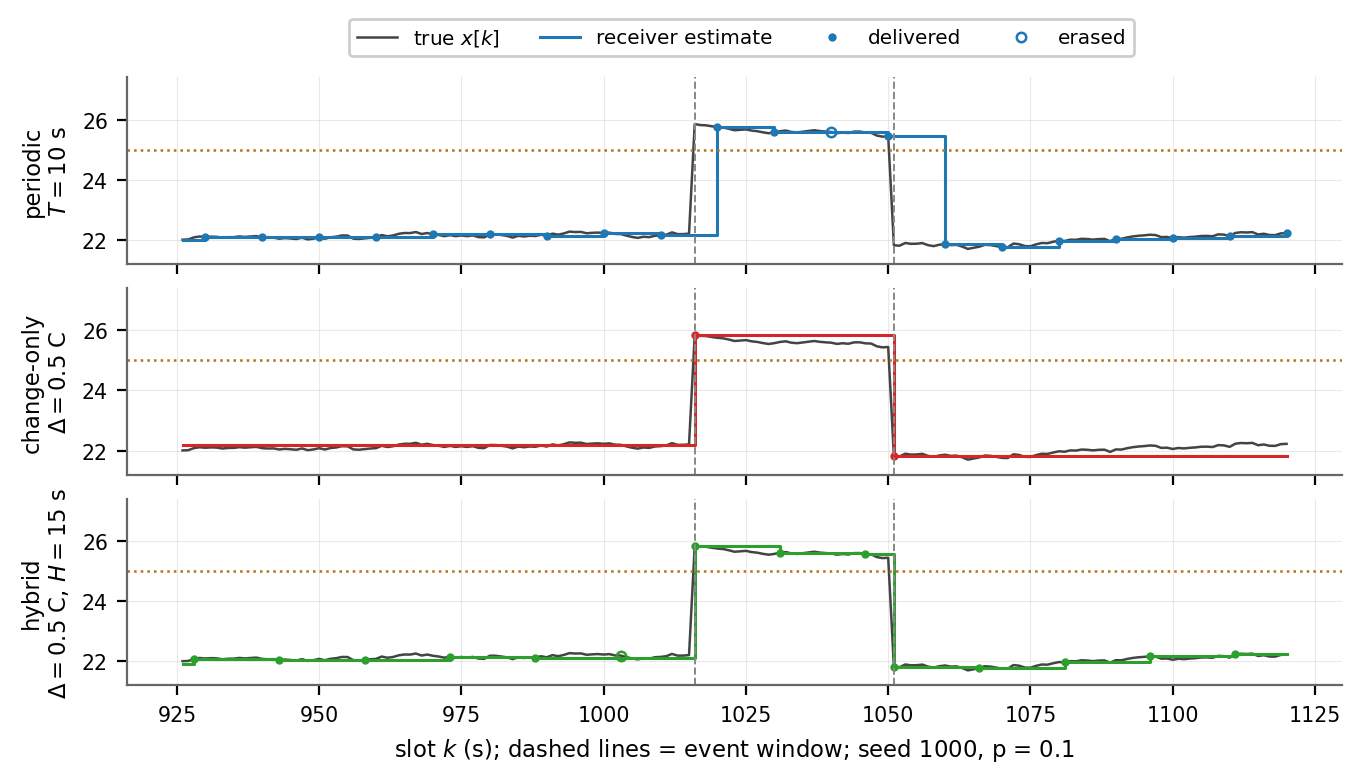 true x[k] receiver estimate delivered erased
periodic
T = 10 s
26
24
22
change-only
Δ = 0.5 C
26
24
22
hybrid
Δ = 0.5 C, H = 15 s
26
24
22
925 950 975 1000 1025 1050 1075 1100 1125
slot k (s); dashed lines = event window; seed 1000, p = 0.1